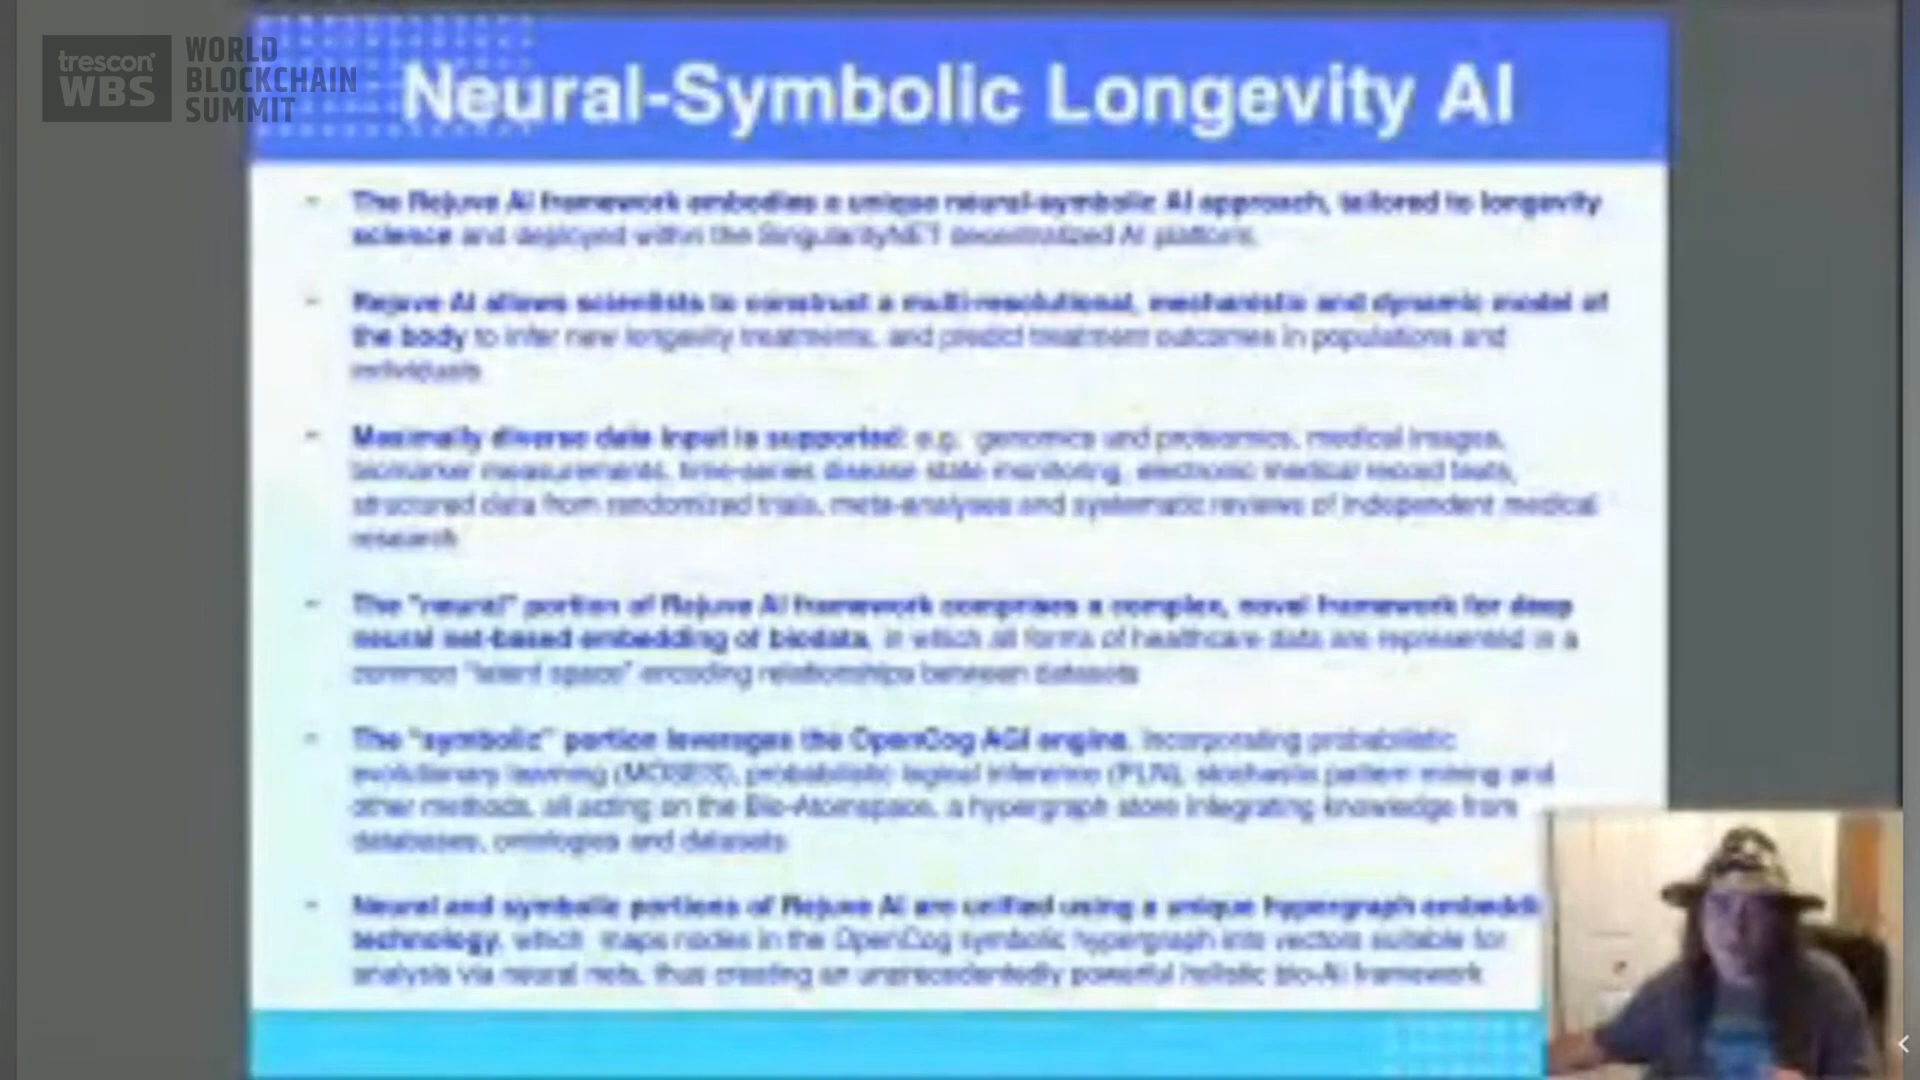 trescon
WBS
WORLD
BLOCKCHAIN
SUMMIT
Neural-Symbolic Longevity AI
- The Rejuve AI framework embodies a unique neural-symbolic AI approach, tailored to longevity
science and deployed within the SingularityNET decentralized AI platform.
- Rejuve AI allows scientists to construct a multi-resolutional, mechanistic and dynamic model of
the body to infer new longevity treatments, and predict treatment outcomes in populations and
individuals
- Maximally diverse data input is supported: e.g. genomics and proteomics, medical images,
biomarker measurements, time-series disease state monitoring, electronic medical record texts,
structured data from randomized trials, meta-analyses and systematic reviews of independent medical
research
- The "neural" portion of Rejuve AI framework comprises a complex, novel framework for deep
neural net-based embedding of biodata, in which all forms of healthcare data are represented in a
common "latent space" encoding relationships between datasets
- The "symbolic" portion leverages the OpenCog AGI engine, incorporating probabilistic
evolutionary learning (MOSES), probabilistic logical inference (PLN), stochastic pattern mining and
other methods, all acting on the Bio-Atomspace, a hypergraph store integrating knowledge from
databases, ontologies and datasets
- Neural and symbolic portions of Rejuve AI are unified using a unique hypergraph embeddi
technology, which maps nodes in the OpenCog symbolic hypergraph into vectors suitable for
analysis via neural nets, thus creating an unprecedentedly powerful holistic bio-AI framework